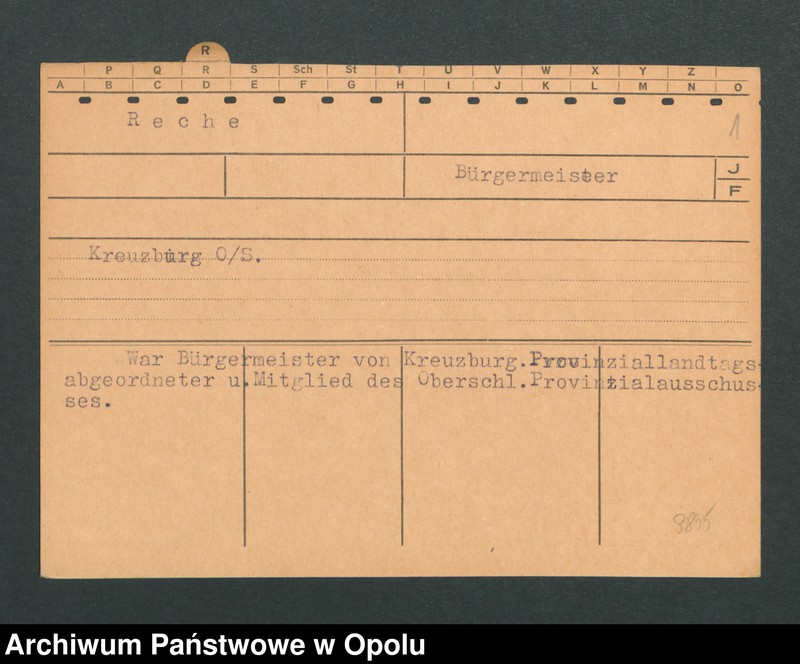 R
P Q R S Sch St T U V W X Y Z
A B C D E F G H I J K L M N O
Reche
1
Bürgermeister
J
F
Kreuzburg O/S.
War Bürgermeister von Kreuzburg. Provinziallandtags-
abgeordneter u. Mitglied des Oberschl. Provinzialausschus-
ses.
Archiwum Państwowe w Opolu